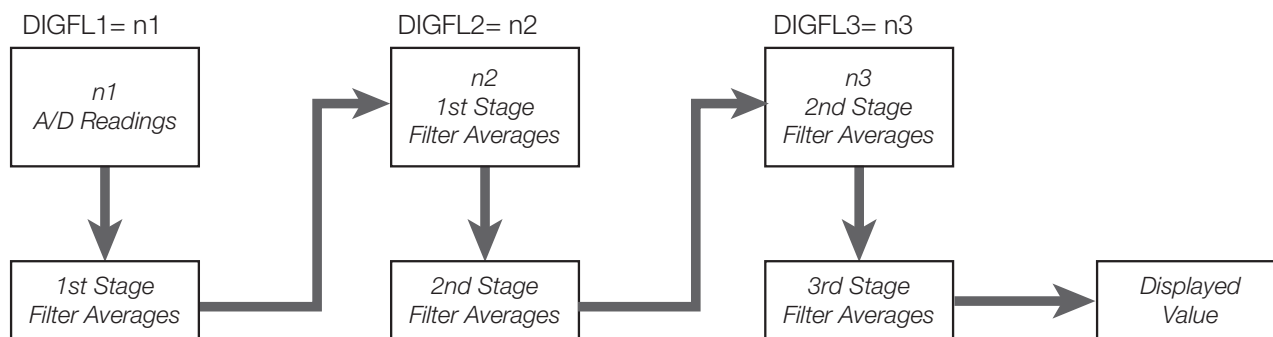 DIGFL1= n1
DIGFL2= n2
DIGFL3= n3
n1
A/D Readings
n2
1st Stage
Filter Averages
n3
2nd Stage
Filter Averages
1st Stage
Filter Averages
2nd Stage
Filter Averages
3rd Stage
Filter Averages
Displayed
Value